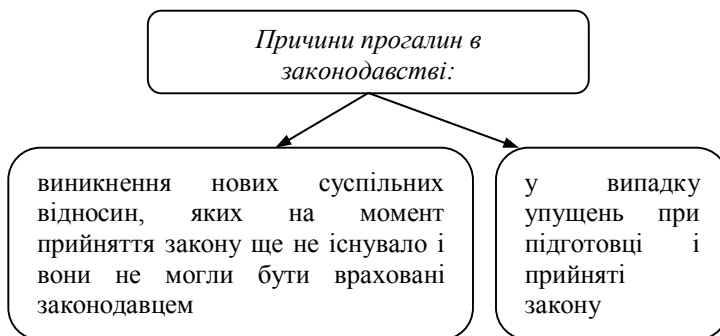 Причини прогалин в
законодавстві:
виникнення нових суспільних
відносин, яких на момент
прийняття закону ще не існувало і
вони не могли бути враховані
законодавцем
у випадку
упущень при
підготовці і
прийняті
закону